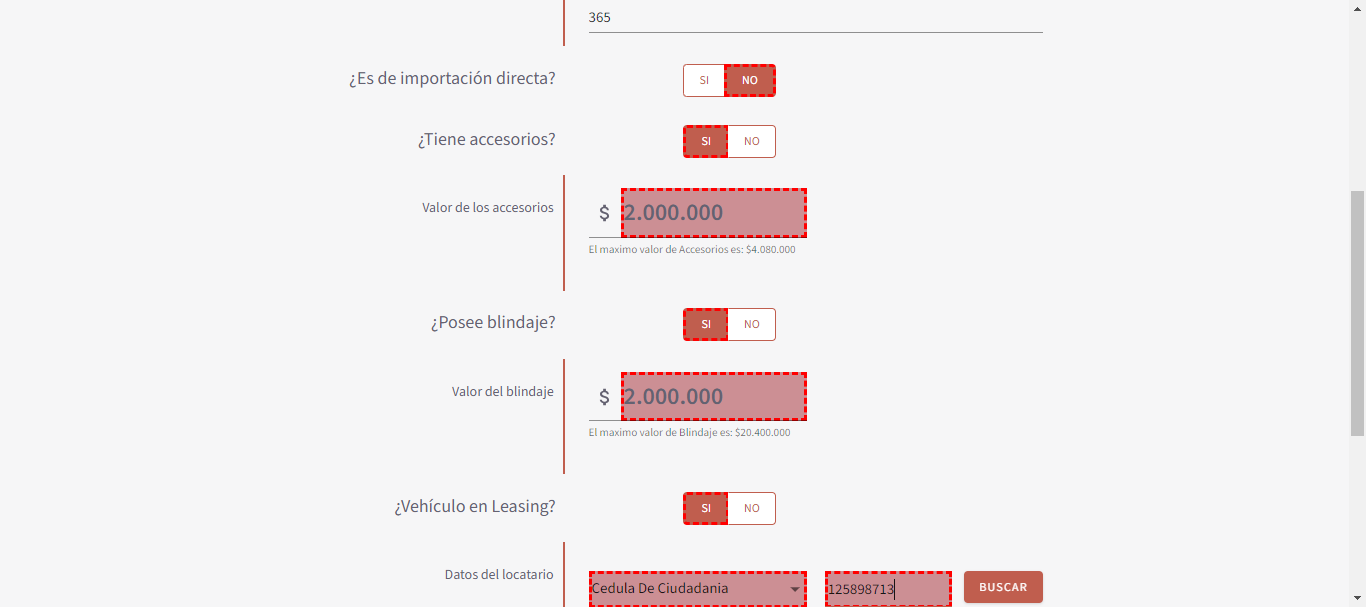 365
¿Es de importación directa?
SI NO
¿Tiene accesorios?
SI NO
Valor de los accesorios
$ 2.000.000
El maximo valor de Accesorios es: $4.080.000
¿Posee blindaje?
SI NO
Valor del blindaje
$ 2.000.000
El maximo valor de Blindaje es: $20.400.000
¿Vehículo en Leasing?
SI NO
Datos del locatario
Cedula De Ciudadania 125898713 BUSCAR